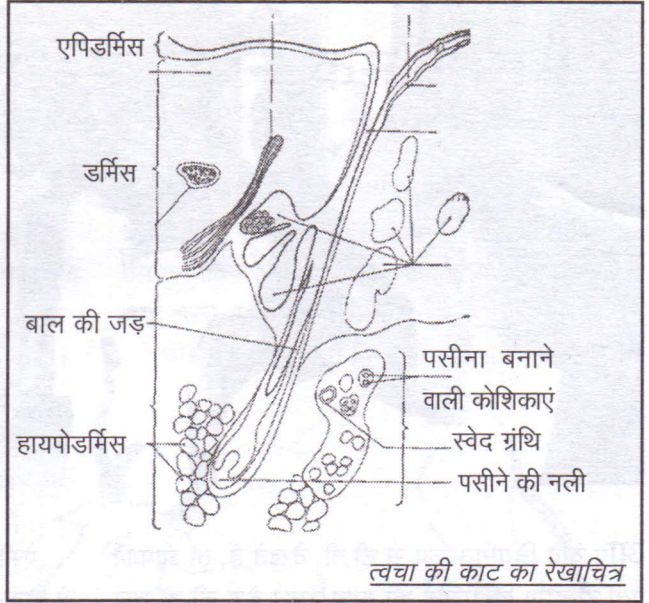 एपिडर्मिस
डर्मिस
बाल की जड़
पसीना बनाने
वाली कोशिकाएं
हायपोडर्मिस
स्वेद ग्रंथि
पसीने की नली
त्वचा की काट का रेखाचित्र